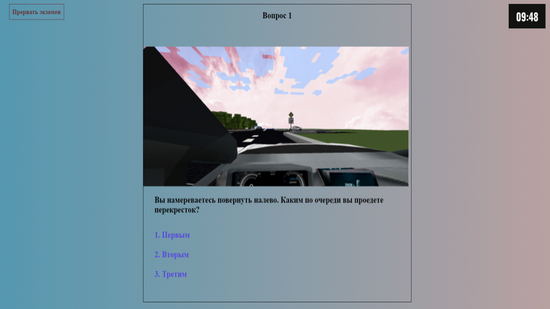 Прервать экзамен
Вопрос 1
09:48
Вы намереваетесь повернуть налево. Каким по очереди вы проедете
перекресток?
1. Первым
2. Вторым
3. Третим